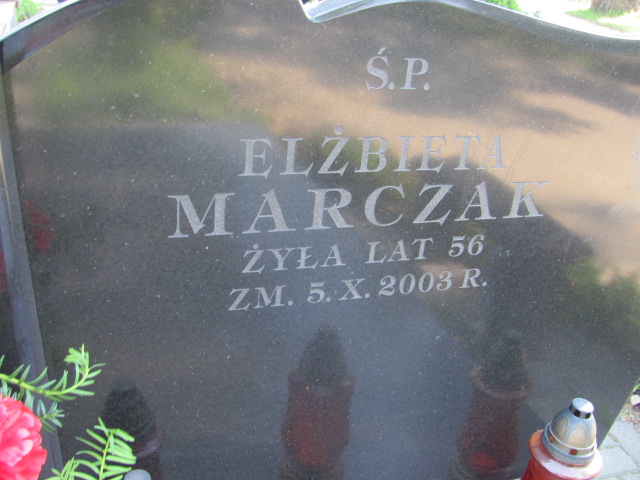 Ś.P.
ELŻBIETA
MARCZAK
ŻYŁA LAT 56
ZM. 5.X.2003 R.